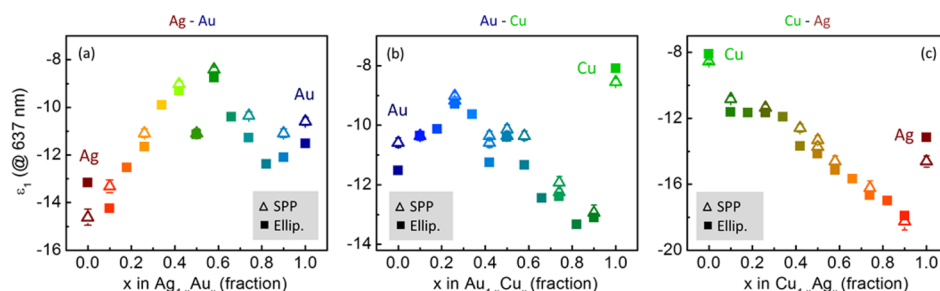 Ag - Au
Au - Cu
Cu - Ag
ε₁ (@ 637 nm)
-8
-10
-12
-14
-16
(a)
Ag
Au
SPP
Ellip.
0.0 0.2 0.4 0.6 0.8 1.0
x in Ag₁₋ₓAuₓ (fraction)
-8
-10
-12
-14
(b)
Au
Cu
SPP
Ellip.
0.0 0.2 0.4 0.6 0.8 1.0
x in Au₁₋ₓCuₓ (fraction)
-8
-12
-16
-20
(c)
Cu
Ag
SPP
Ellip.
0.0 0.2 0.4 0.6 0.8 1.0
x in Cu₁₋ₓAgₓ (fraction)